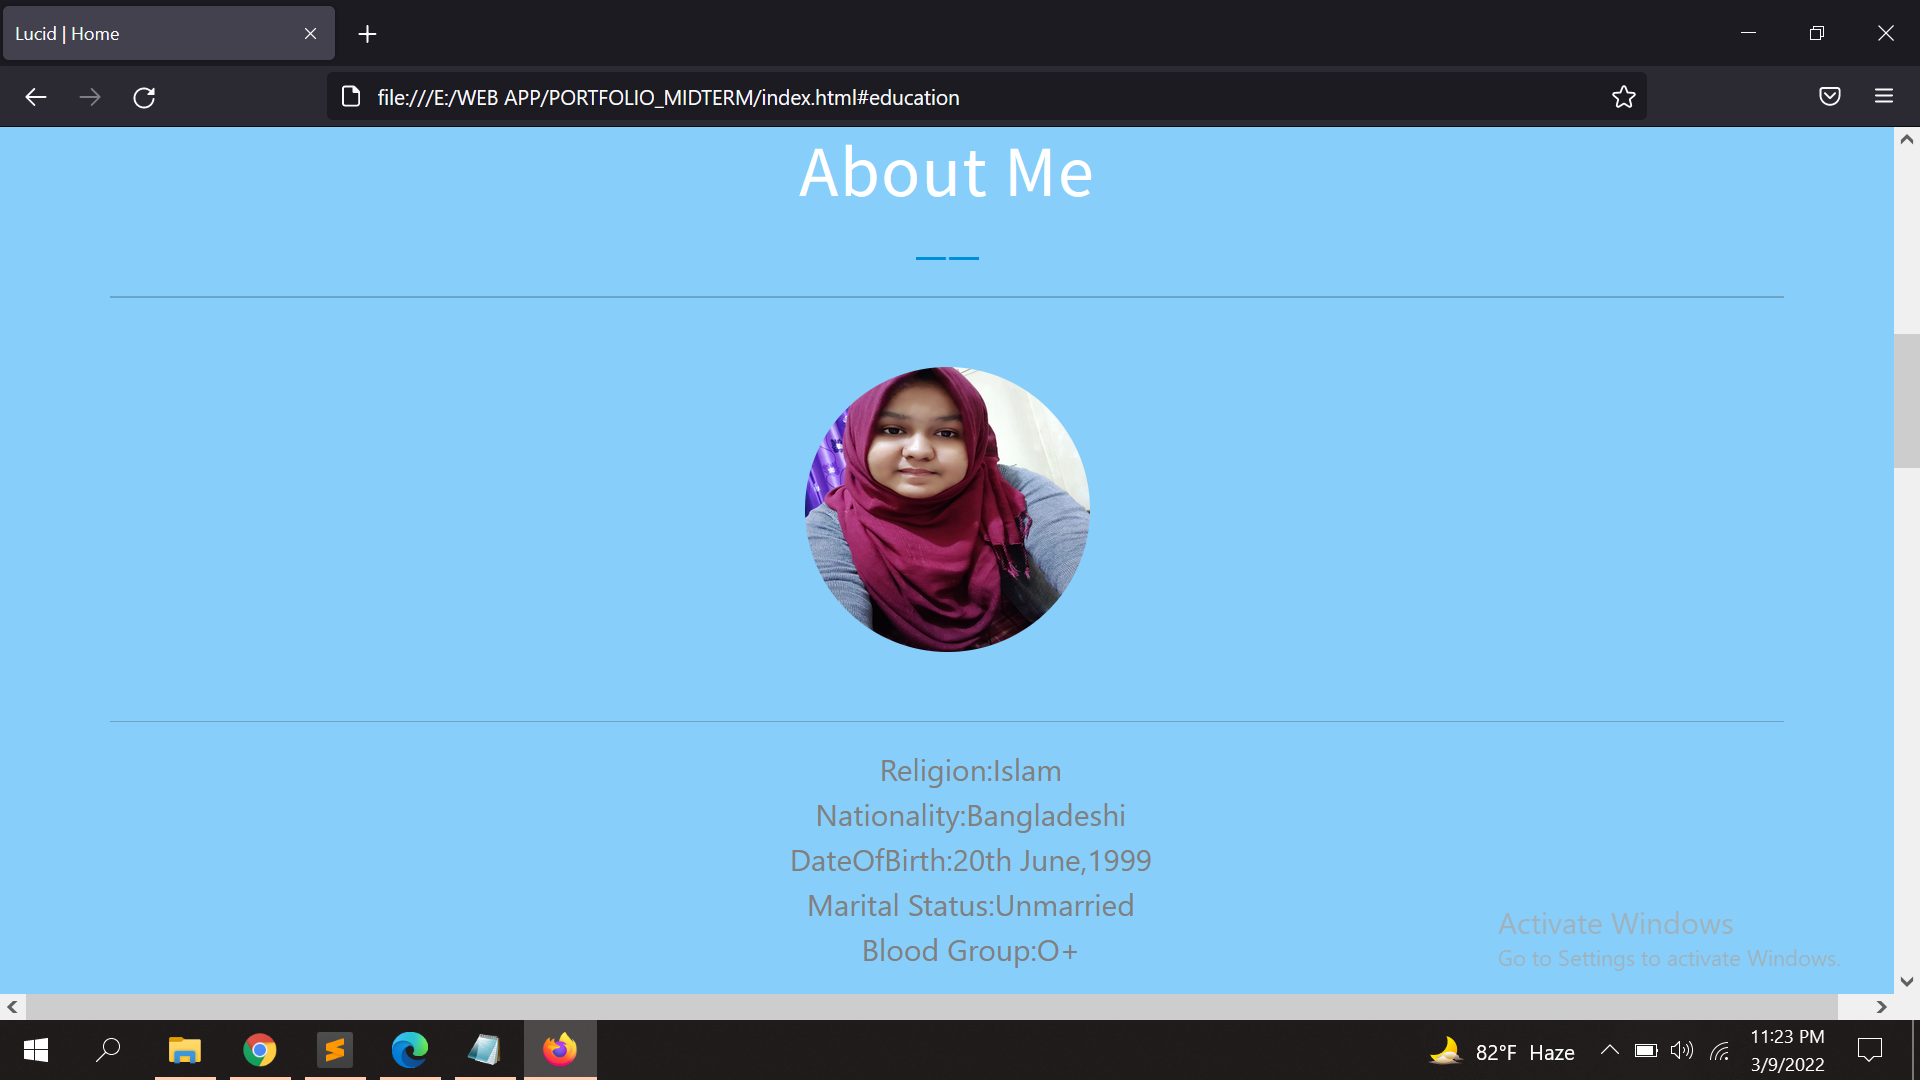 Lucid | Home
file:///E:/WEB APP/PORTFOLIO_MIDTERM/index.html#education
About Me
Religion:Islam
Nationality:Bangladeshi
DateOfBirth:20th June,1999
Marital Status:Unmarried
Blood Group:O+
Activate Windows
Go to Settings to activate Windows.
82°F Haze
11:23 PM
3/9/2022